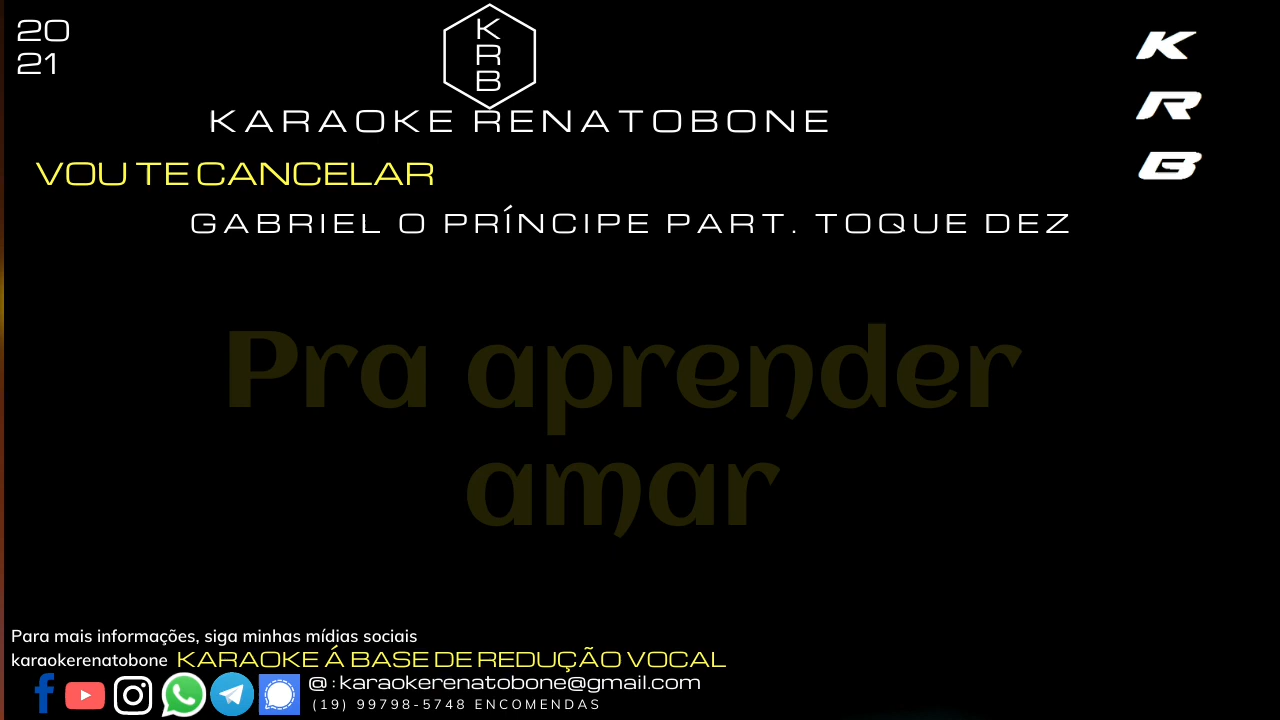 20
21
K
R
B
KARAOKE RENATOBONE
K
R
B
VOU TE CANCELAR
GABRIEL O PRÍNCIPE PART. TOQUE DEZ
Pra aprender
amar
Para mais informações, siga minhas mídias sociais
karaokerenatobone KARAOKE Á BASE DE REDUÇÃO VOCAL
@ : karaokerenatobone@gmail.com
(19) 99798-5748 ENCOMENDAS